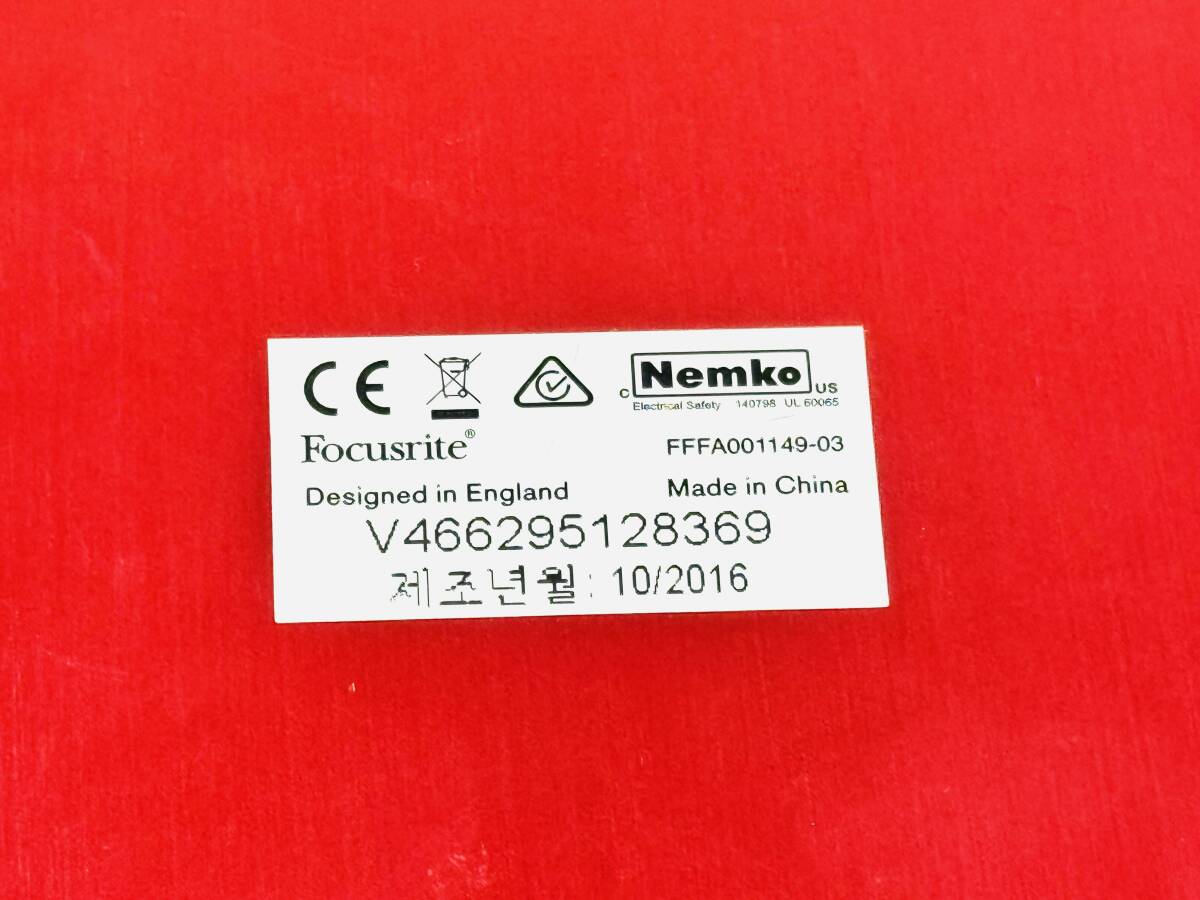 CE
c Nemko us
Electrical Safety 140798 UL 60065
Focusrite® FFFA001149-03
Designed in England Made in China
V466295128369
제조년월: 10/2016